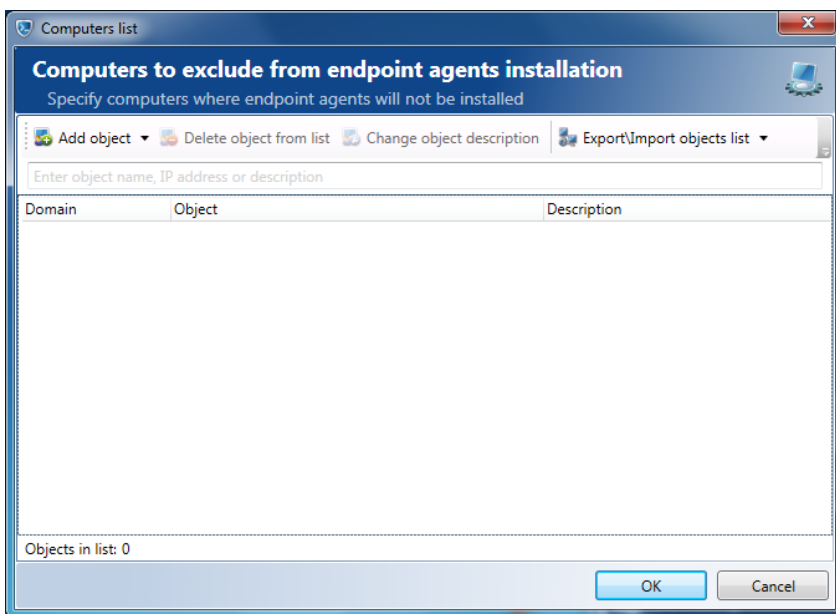 Computers list
Computers to exclude from endpoint agents installation
Specify computers where endpoint agents will not be installed
Add object Delete object from list Change object description Export\Import objects list
Enter object name, IP address or description
Domain Object Description
Objects in list: 0
OK Cancel